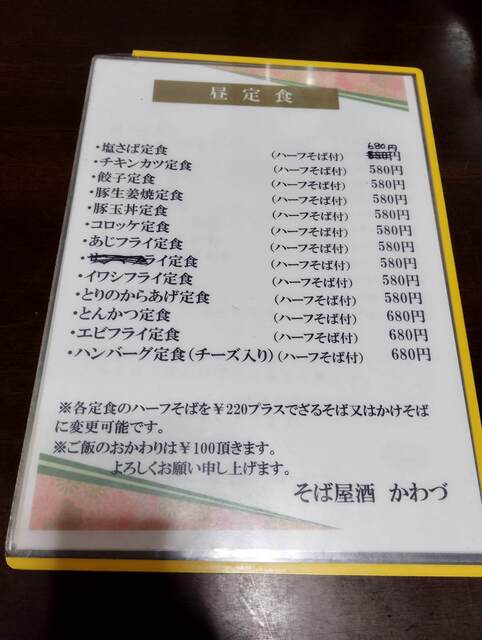 昼定食
・塩さば定食 (ハーフそば付) 680円
・チキンカツ定食 (ハーフそば付) 580円
・餃子定食 (ハーフそば付) 580円
・豚生姜焼定食 (ハーフそば付) 580円
・豚玉丼定食 (ハーフそば付) 580円
・コロッケ定食 (ハーフそば付) 580円
・あじフライ定食 (ハーフそば付) 580円
ライ定食 (ハーフそば付) 580円
・イワシフライ定食 (ハーフそば付) 580円
・とりのからあげ定食 (ハーフそば付) 580円
・とんかつ定食 (ハーフそば付) 680円
・エビフライ定食 (ハーフそば付) 680円
・ハンバーグ定食(チーズ入り) (ハーフそば付) 680円
※各定食のハーフそばを¥220プラスでざるそば又はかけそば
に変更可能です。
※ご飯のおかわりは¥100頂きます。
よろしくお願い申し上げます。
そば屋酒 かわづ